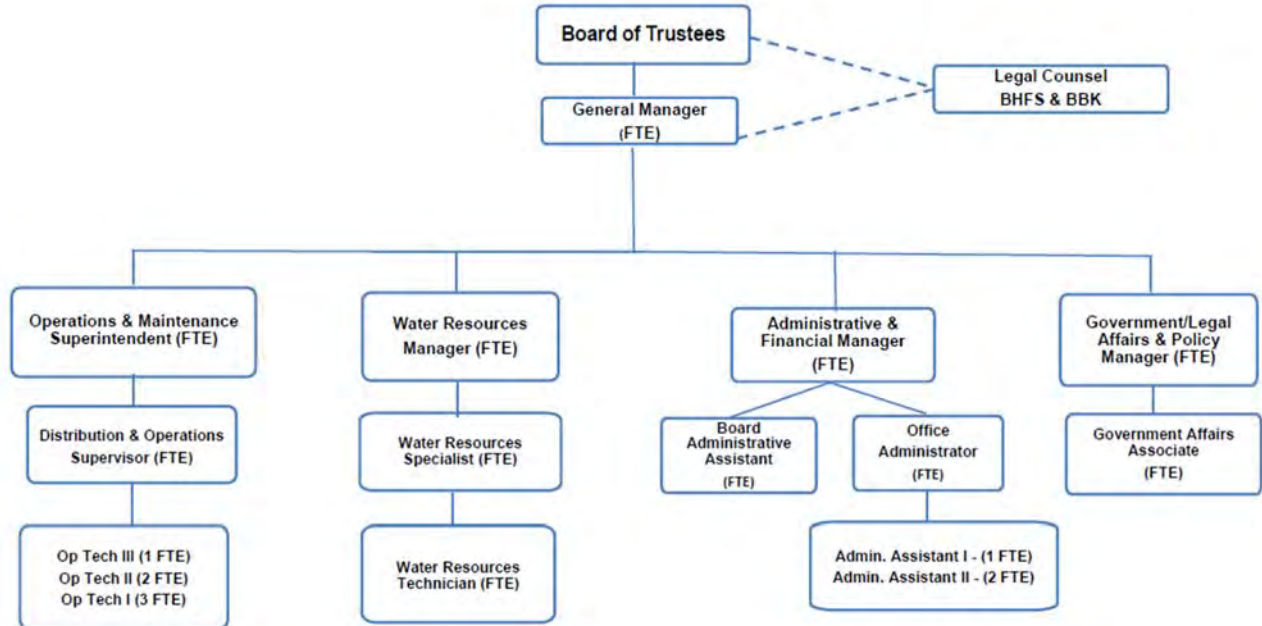 Board of Trustees
Legal Counsel
BHFS & BBK
General Manager
(FTE)
Operations & Maintenance
Superintendent (FTE)
Water Resources
Manager (FTE)
Administrative &
Financial Manager
(FTE)
Government/Legal
Affairs & Policy
Manager (FTE)
Distribution & Operations
Supervisor (FTE)
Water Resources
Specialist (FTE)
Board
Administrative
Assistant
(FTE)
Office
Administrator
(FTE)
Government Affairs
Associate
(FTE)
Op Tech III (1 FTE)
Op Tech II (2 FTE)
Op Tech I (3 FTE)
Water Resources
Technician (FTE)
Admin. Assistant I - (1 FTE)
Admin. Assistant II - (2 FTE)